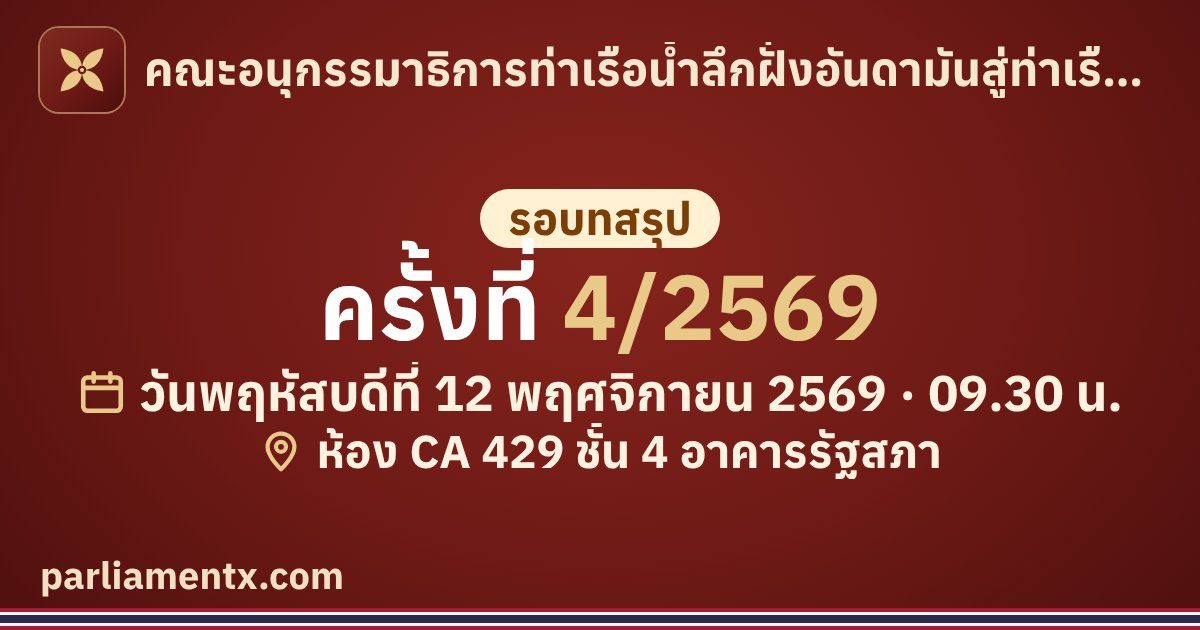 คณะอนุกรรมาธิการท่าเรือน้ำลึกฝั่งอันดามันสู่ท่าเรื...
รอบทสรุป
ครั้งที่ 4/2569
วันพฤหัสบดีที่ 12 พฤศจิกายน 2569 · 09.30 น.
ห้อง CA 429 ชั้น 4 อาคารรัฐสภา
parliamentx.com